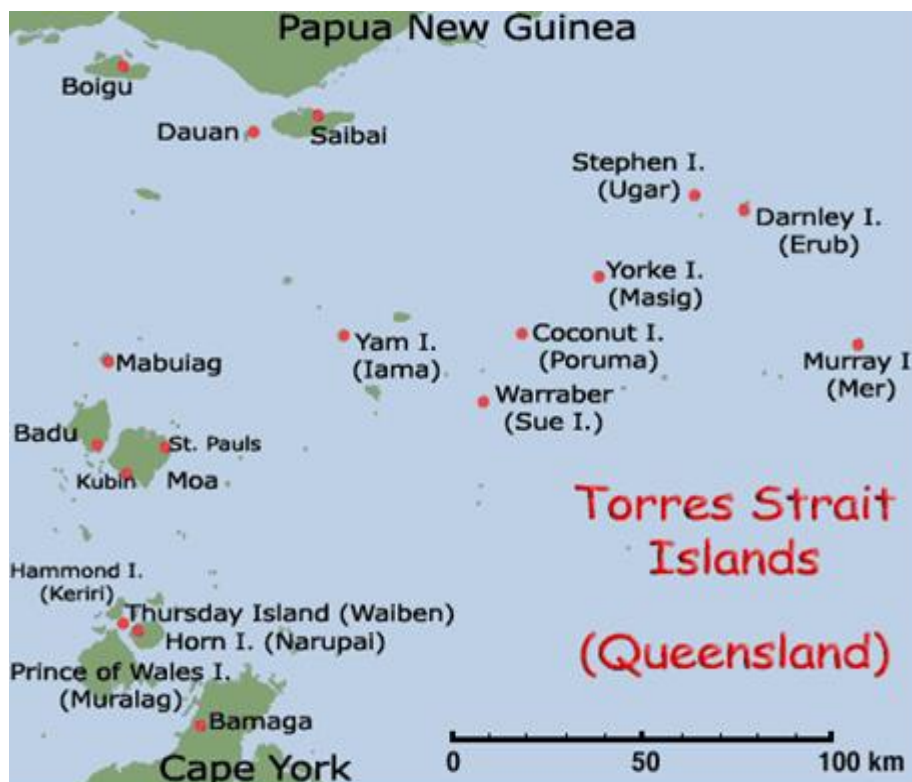 Papua New Guinea
Boigu
Dauan
Saibai
Stephen I.
(Ugar)
Darnley I.
(Erub)
Yorke I.
(Masig)
Coconut I.
(Poruma)
Yam I.
(Iama)
Murray I
(Mer)
Mabuiag
Warraber
(Sue I.)
Badu
St. Pauls
Kubin
Moa
Torres Strait
Islands
(Queensland)
Hammond I.
(Keriri)
Thursday Island (Waiben)
Horn I. (Narupai)
Prince of Wales I.
(Muralag)
Bamaga
Cape York
0 50 100 km